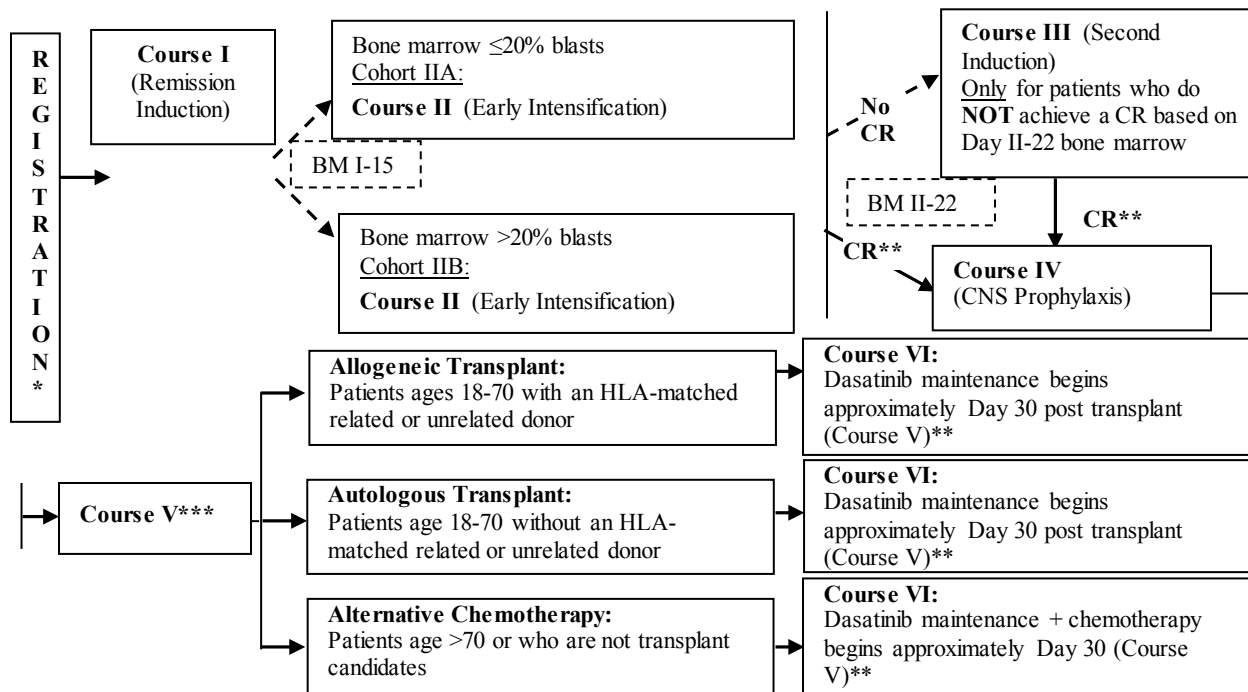 REGISTRATION*
Course I
(Remission
Induction)
BM I-15
Bone marrow ≤20% blasts
Cohort IIA:
Course II (Early Intensification)
Bone marrow >20% blasts
Cohort IIB:
Course II (Early Intensification)
No
CR
BM II-22
CR**
Course III (Second
Induction)
Only for patients who do
NOT achieve a CR based on
Day II-22 bone marrow
CR**
Course IV
(CNS Prophylaxis)
Course V***
Allogeneic Transplant:
Patients ages 18-70 with an HLA-matched
related or unrelated donor
Course VI:
Dasatinib maintenance begins
approximately Day 30 post transplant
(Course V)**
Autologous Transplant:
Patients age 18-70 without an HLA-
matched related or unrelated donor
Course VI:
Dasatinib maintenance begins
approximately Day 30 post transplant
(Course V)**
Alternative Chemotherapy:
Patients age >70 or who are not transplant
candidates
Course VI:
Dasatinib maintenance + chemotherapy
begins approximately Day 30 (Course
V)**